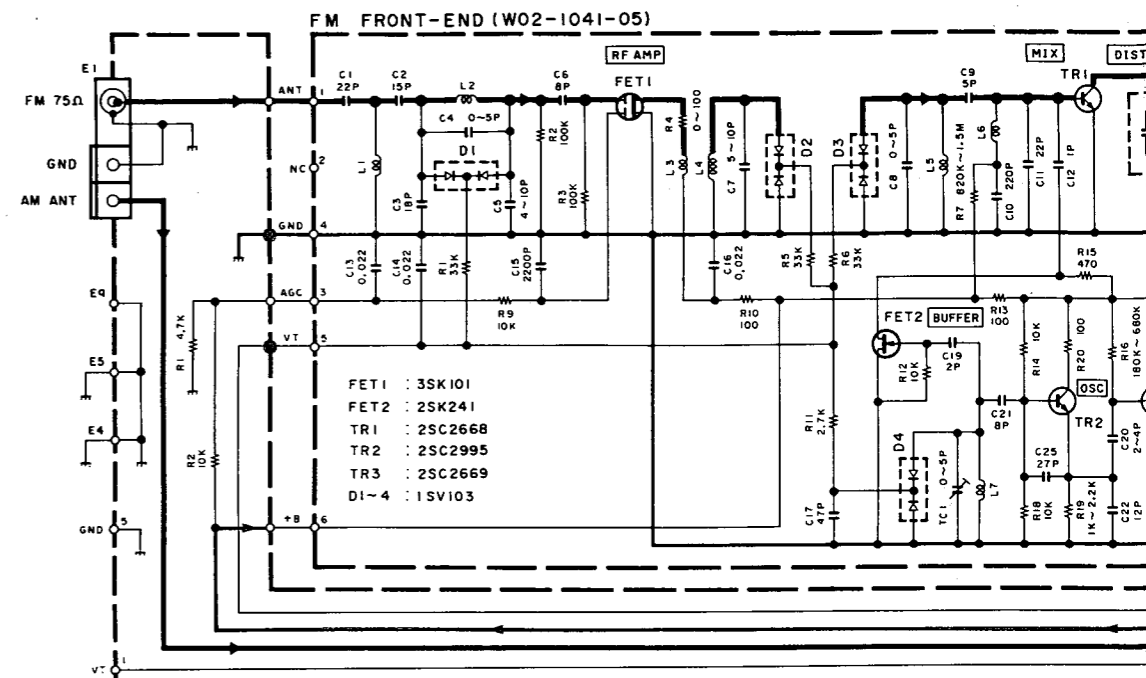 FM FRONT-END (W02-1041-05)
E1
FM 75Ω
GND
AM ANT
E9
E5
E4
GND
5
VT
1
R1 4.7K
R2 10K
ANT
1
NC
2
GND
4
AGC
3
VT
5
+B
6
C1
22P
C2
15P
L2
C4 0~5P
D1
L1
C3
18P
C5
4~10P
C6
8P
R2
100K
R3
100K
RF AMP
FET1
R4
0~100
L3
L4
C7
5~10P
D2
D3
C8
0~5P
L5
C9
5P
L6
R7 820K~1.5M
220P
C10
C11
22P
C12
1P
MIX
TR1
DIST
C13
0.022
C14
0.022
R1
33K
C15
2200P
R9
10K
C16
0.022
R10
100
R5
33K
R6
33K
R15
470
R13
100
FET2
BUFFER
R12
10K
C19
2P
R14
10K
R20
100
R16
180K~680K
OSC
TR2
C21
8P
C20
2~4P
R11
2.7K
D4
0~5P
TC1
L7
C17
47P
C25
27P
R18
10K
R19
1K~2.2K
C22
12P
FET1 : 3SK101
FET2 : 2SK241
TR1 : 2SC2668
TR2 : 2SC2995
TR3 : 2SC2669
D1~4 : 1SV103